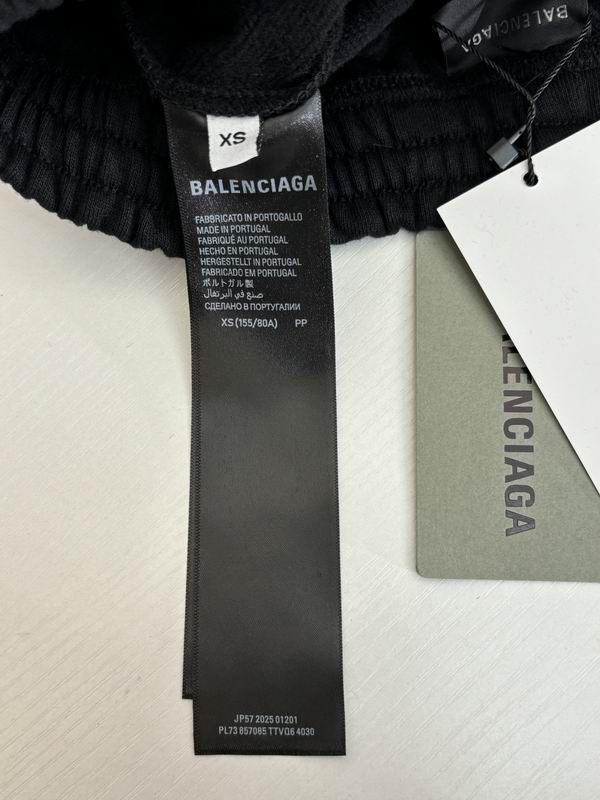 BALENCIAGA
XS
BALENCIAGA
FABBRICATO IN PORTOGALLO
MADE IN PORTUGAL
FABRIQUÉ AU PORTUGAL
HECHO EN PORTUGAL
HERGESTELLT IN PORTUGAL
FABRICADO EM PORTUGAL
ポルトガル製
صنع في البرتغال
СДЕЛАНО В ПОРТУГАЛИИ
XS (155/80A) PP
LENCIAGA
JP57 2025 01201
PL73 857085 TTVQ6 4030